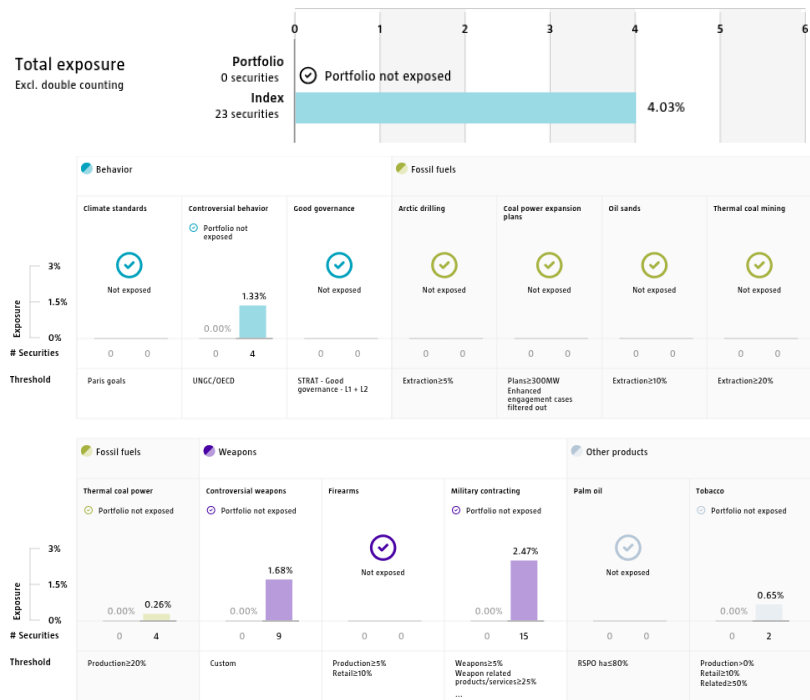 0 1 2 3 4 5 6
Total exposure
Excl. double counting
Portfolio
0 securities
Portfolio not exposed
Index
23 securities
4.03%
Behavior
Fossil fuels
Climate standards
Controversial behavior
Good governance
Arctic drilling
Coal power expansion
plans
Oil sands
Thermal coal mining
Portfolio not
exposed
Not exposed
Not exposed
Not exposed
Not exposed
Not exposed
Not exposed
Exposure
3%
1.5%
0%
0.00%
1.33%
# Securities
0 0
0 4
0 0
0 0
0 0
0 0
0 0
Threshold
Paris goals
UNGC/OECD
STRAT - Good
governance - L1 + L2
Extraction≥5%
Plans≥300MW
Enhanced
engagement cases
filtered out
Extraction≥10%
Extraction≥20%
Fossil fuels
Weapons
Other products
Thermal coal power
Controversial weapons
Firearms
Military contracting
Palm oil
Tobacco
Portfolio not exposed
Portfolio not exposed
Portfolio not exposed
Portfolio not exposed
Not exposed
Not exposed
Exposure
3%
1.5%
0%
0.00%
0.26%
0.00%
1.68%
0.00%
2.47%
0.00%
0.65%
# Securities
0 4
0 9
0 0
0 15
0 0
0 2
Threshold
Production≥20%
Custom
Production≥5%
Retail≥10%
Weapons≥5%
Weapon related
products/services≥25%
...
RSPO ha≤80%
Production>0%
Retail≥10%
Related≥50%